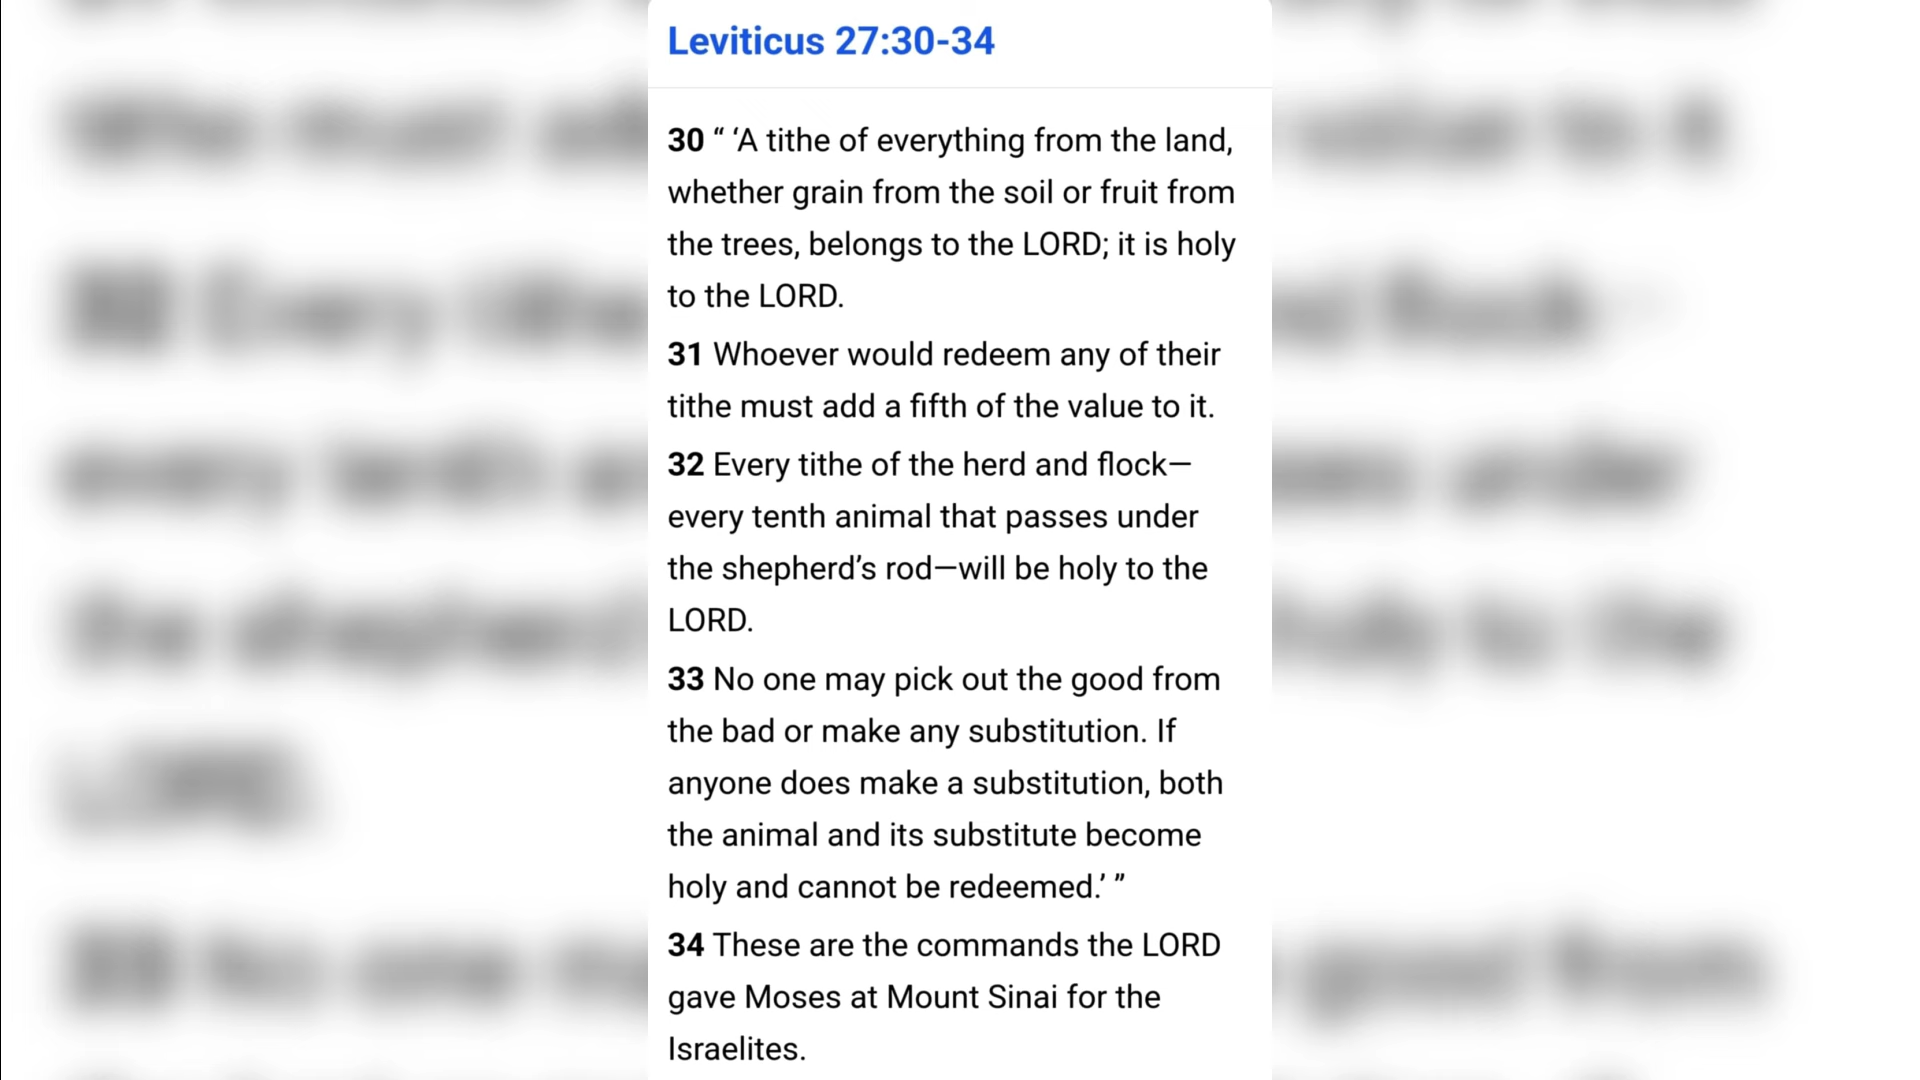 Leviticus 27:30-34
30 “ ‘A tithe of everything from the land,
whether grain from the soil or fruit from
the trees, belongs to the LORD; it is holy
to the LORD.
31 Whoever would redeem any of their
tithe must add a fifth of the value to it.
32 Every tithe of the herd and flock—
every tenth animal that passes under
the shepherd’s rod—will be holy to the
LORD.
33 No one may pick out the good from
the bad or make any substitution. If
anyone does make a substitution, both
the animal and its substitute become
holy and cannot be redeemed.’ ”
34 These are the commands the LORD
gave Moses at Mount Sinai for the
Israelites.